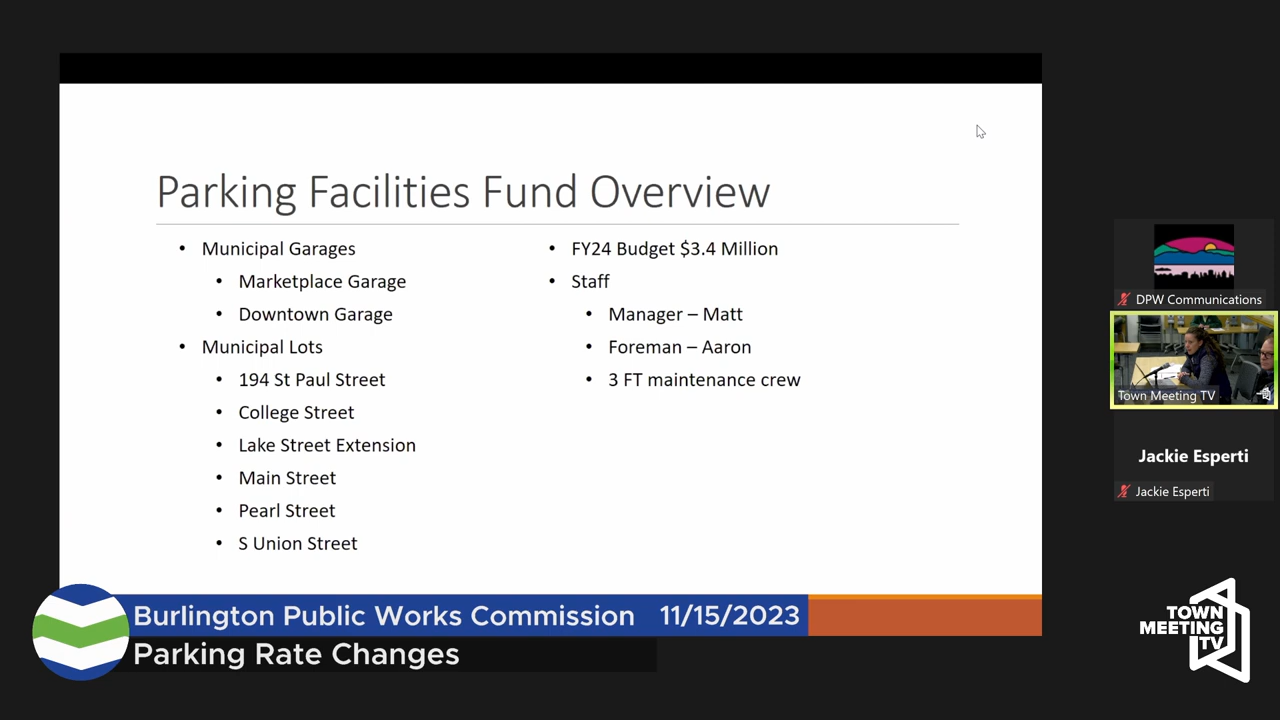 Parking Facilities Fund Overview
• Municipal Garages
• Marketplace Garage
• Downtown Garage
• Municipal Lots
• 194 St Paul Street
• College Street
• Lake Street Extension
• Main Street
• Pearl Street
• S Union Street
• FY24 Budget $3.4 Million
• Staff
• Manager – Matt
• Foreman – Aaron
• 3 FT maintenance crew
DPW Communications
Town Meeting TV
Jackie Esperti
Jackie Esperti
Burlington Public Works Commission 11/15/2023
Parking Rate Changes
TOWN
MEETING
TV